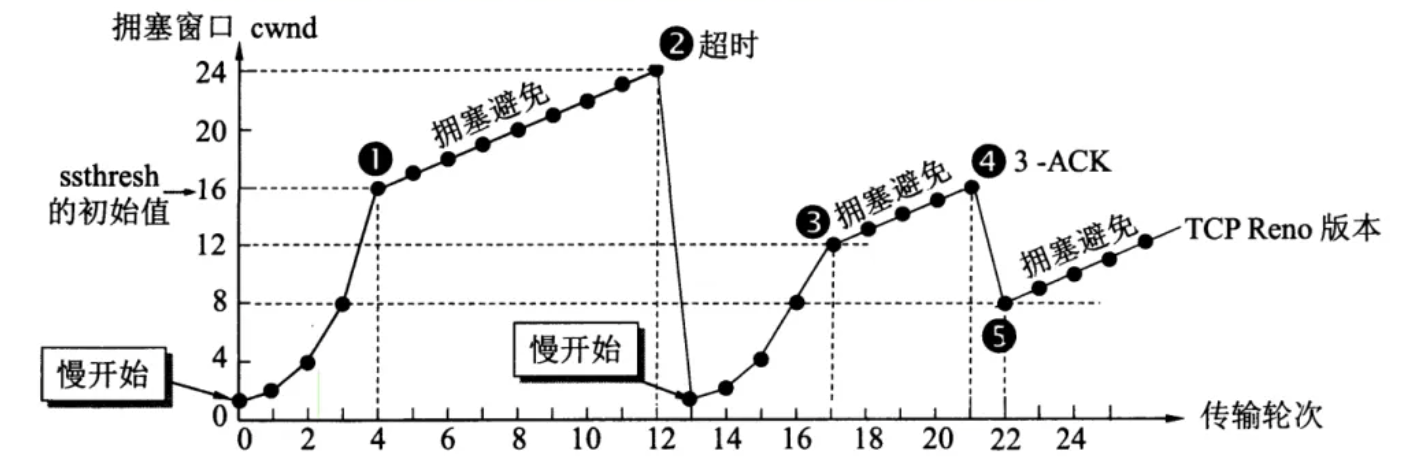 拥塞窗口 cwnd
❷超时
24
拥塞避免
20
❶
❹ 3 -ACK
ssthresh
的初始值
16
❸
拥塞避免
12
TCP Reno 版本
拥塞避免
8
❺
慢开始
慢开始
4
0
0 2 4 6 8 10 12 14 16 18 20 22 24
传输轮次